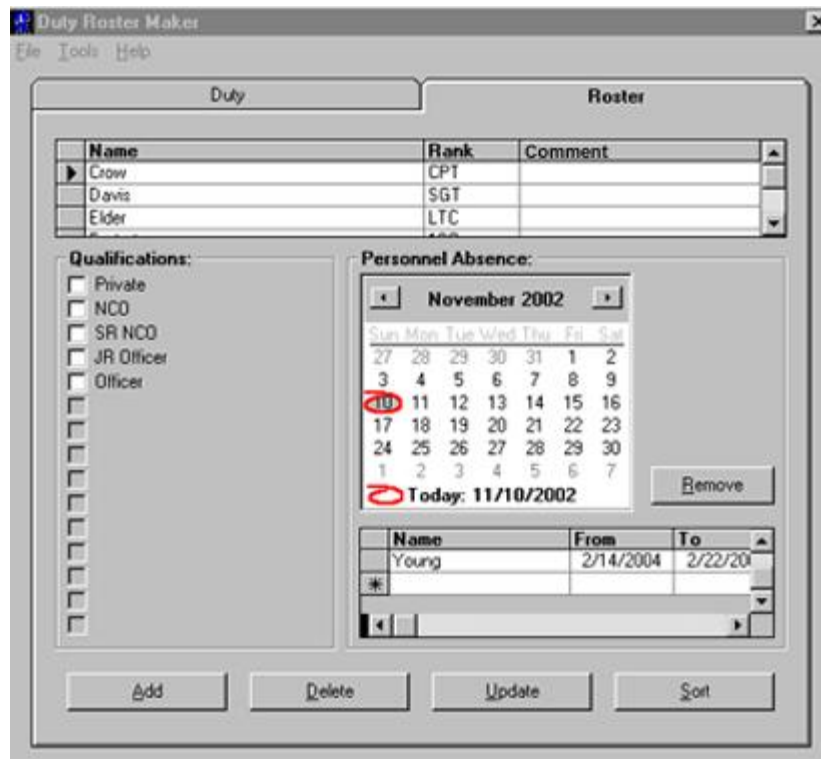 Duty Roster Maker
File Tools Help
Duty Roster
Name Rank Comment
Crow CPT
Davis SGT
Elder LTC
Qualifications:
Private
NCO
SR NCO
JR Officer
Officer
Personnel Absence:
November 2002
Sun Mon Tue Wed Thu Fri Sat
27 28 29 30 31 1 2
3 4 5 6 7 8 9
10 11 12 13 14 15 16
17 18 19 20 21 22 23
24 25 26 27 28 29 30
1 2 3 4 5 6 7
Today: 11/10/2002
Remove
Name From To
Young 2/14/2004 2/22/20
Add Delete Update Sort